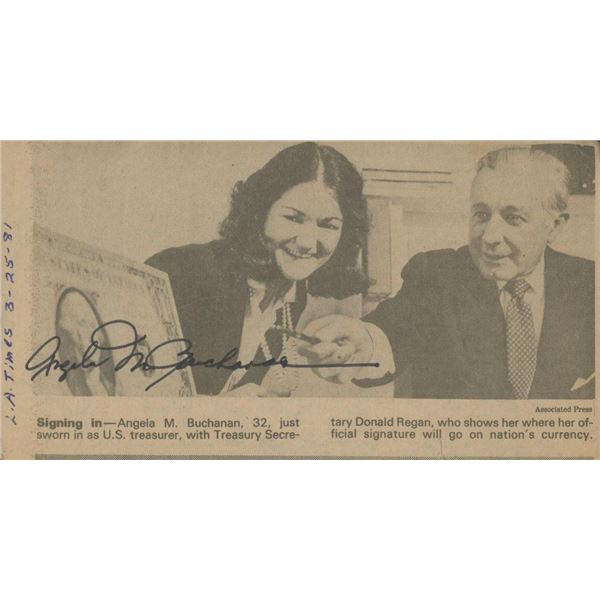 L.A. Times 3-25-81
Angela M. Buchanan
Associated Press
Signing in—Angela M. Buchanan, 32, just
sworn in as U.S. treasurer, with Treasury Secre-
tary Donald Regan, who shows her where her of-
ficial signature will go on nation's currency.